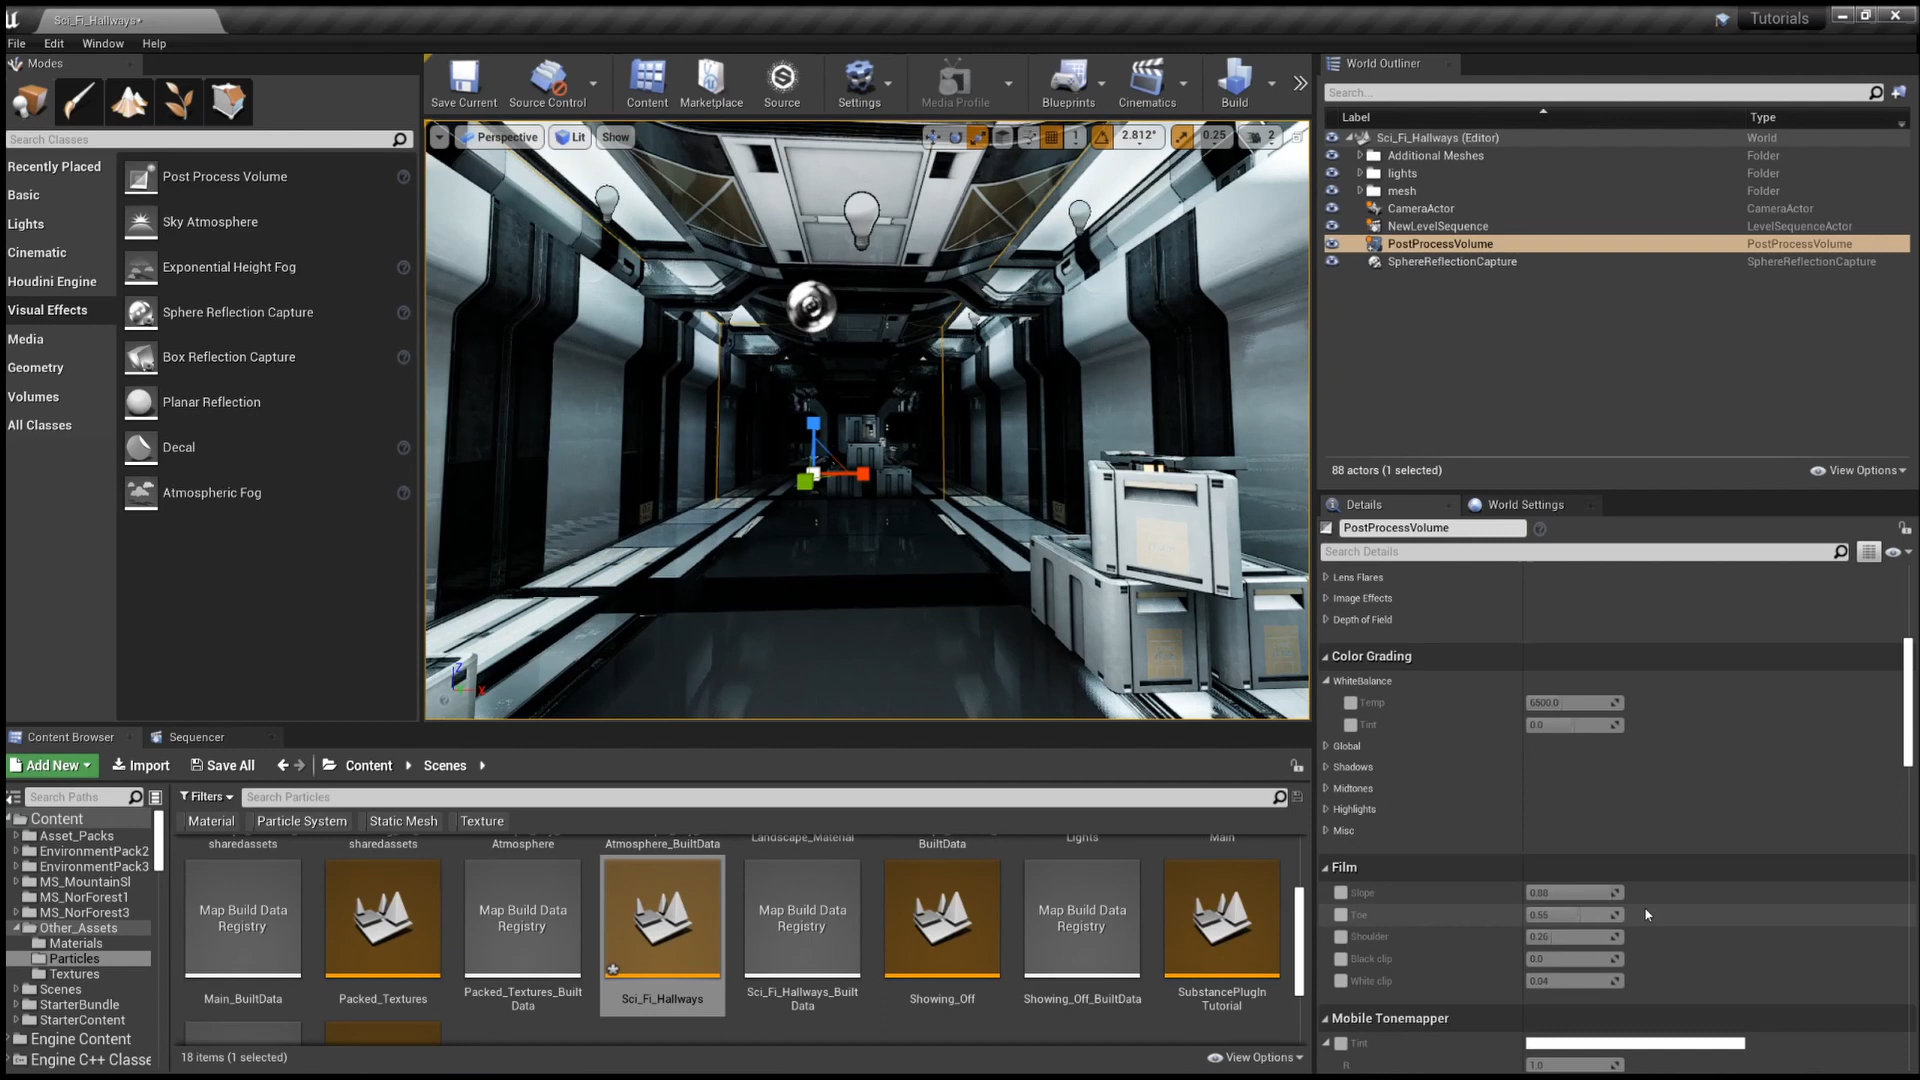 Sci_Fi_Hallways•
Tutorials
File Edit Window Help
Modes
Search Classes
Recently Placed
Basic
Lights
Cinematic
Houdini Engine
Visual Effects
Media
Geometry
Volumes
All Classes
Post Process Volume
Sky Atmosphere
Exponential Height Fog
Sphere Reflection Capture
Box Reflection Capture
Planar Reflection
Decal
Atmospheric Fog
Save Current
Source Control
Content
Marketplace
Source
Settings
Media Profile
Blueprints
Cinematics
Build
Perspective
Lit
Show
1
2.812°
0.25
2
Z
X
World Outliner
Search...
Label Type
Sci_Fi_Hallways (Editor) World
Additional Meshes Folder
lights Folder
mesh Folder
CameraActor CameraActor
NewLevelSequence LevelSequenceActor
PostProcessVolume PostProcessVolume
SphereReflectionCapture SphereReflectionCapture
88 actors (1 selected)
View Options
Details
World Settings
PostProcessVolume
Search Details
Lens Flares
Image Effects
Depth of Field
Color Grading
WhiteBalance
Temp 6500.0
Tint 0.0
Global
Shadows
Midtones
Highlights
Misc
Film
Slope 0.88
Toe 0.55
Shoulder 0.26
Black clip 0.0
White clip 0.04
Mobile Tonemapper
Tint
R 1.0
Content Browser
Sequencer
Add New
Import
Save All
Content
Scenes
Search Paths
Filters
Search Particles
Material
Particle System
Static Mesh
Texture
Content
Asset_Packs
EnvironmentPack2
EnvironmentPack3
MS_MountainSl
MS_NorForest1
MS_NorForest3
Other_Assets
Materials
Particles
Textures
Scenes
StarterBundle
StarterContent
Engine Content
Engine C++ Classe
sharedassets
sharedassets
Atmosphere
Atmosphere_BuiltData
Landscape_Material
BuiltData
Lights
Main
Map Build Data
Registry
Map Build Data
Registry
Map Build Data
Registry
Map Build Data
Registry
Main_BuiltData
Packed_Textures
Packed_Textures_Built
Data
Sci_Fi_Hallways
Sci_Fi_Hallways_Built
Data
Showing_Off
Showing_Off_BuiltData
SubstancePlugIn
Tutorial
18 items (1 selected)
View Options